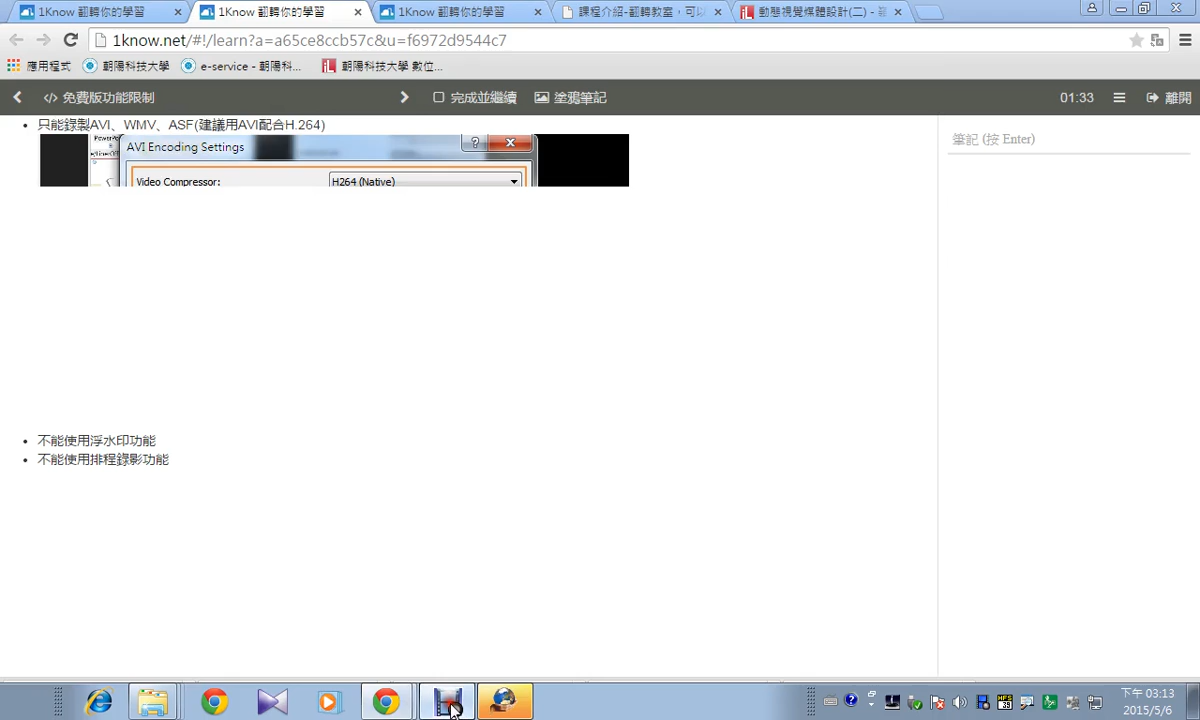 1Know 翻轉你的學習
1Know 翻轉你的學習
1Know 翻轉你的學習
課程介紹-翻轉教室，可以
動態視覺媒體設計(二) -
1know.net/#!/learn?a=a65ce8ccb57c&u=f6972d9544c7
應用程式
朝陽科技大學
e-service - 朝陽科...
朝陽科技大學 數位...
免費版功能限制
完成並繼續
塗鴉筆記
01:33
離開
只能錄製AVI、WMV、ASF(建議用AVI配合H.264)
筆記 (按 Enter)
AVI Encoding Settings
Video Compressor:
H264 (Native)
不能使用浮水印功能
不能使用排程錄影功能
下午 03:13
2015/5/6